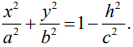 x²/a² + y²/b² = 1 − h²/c².